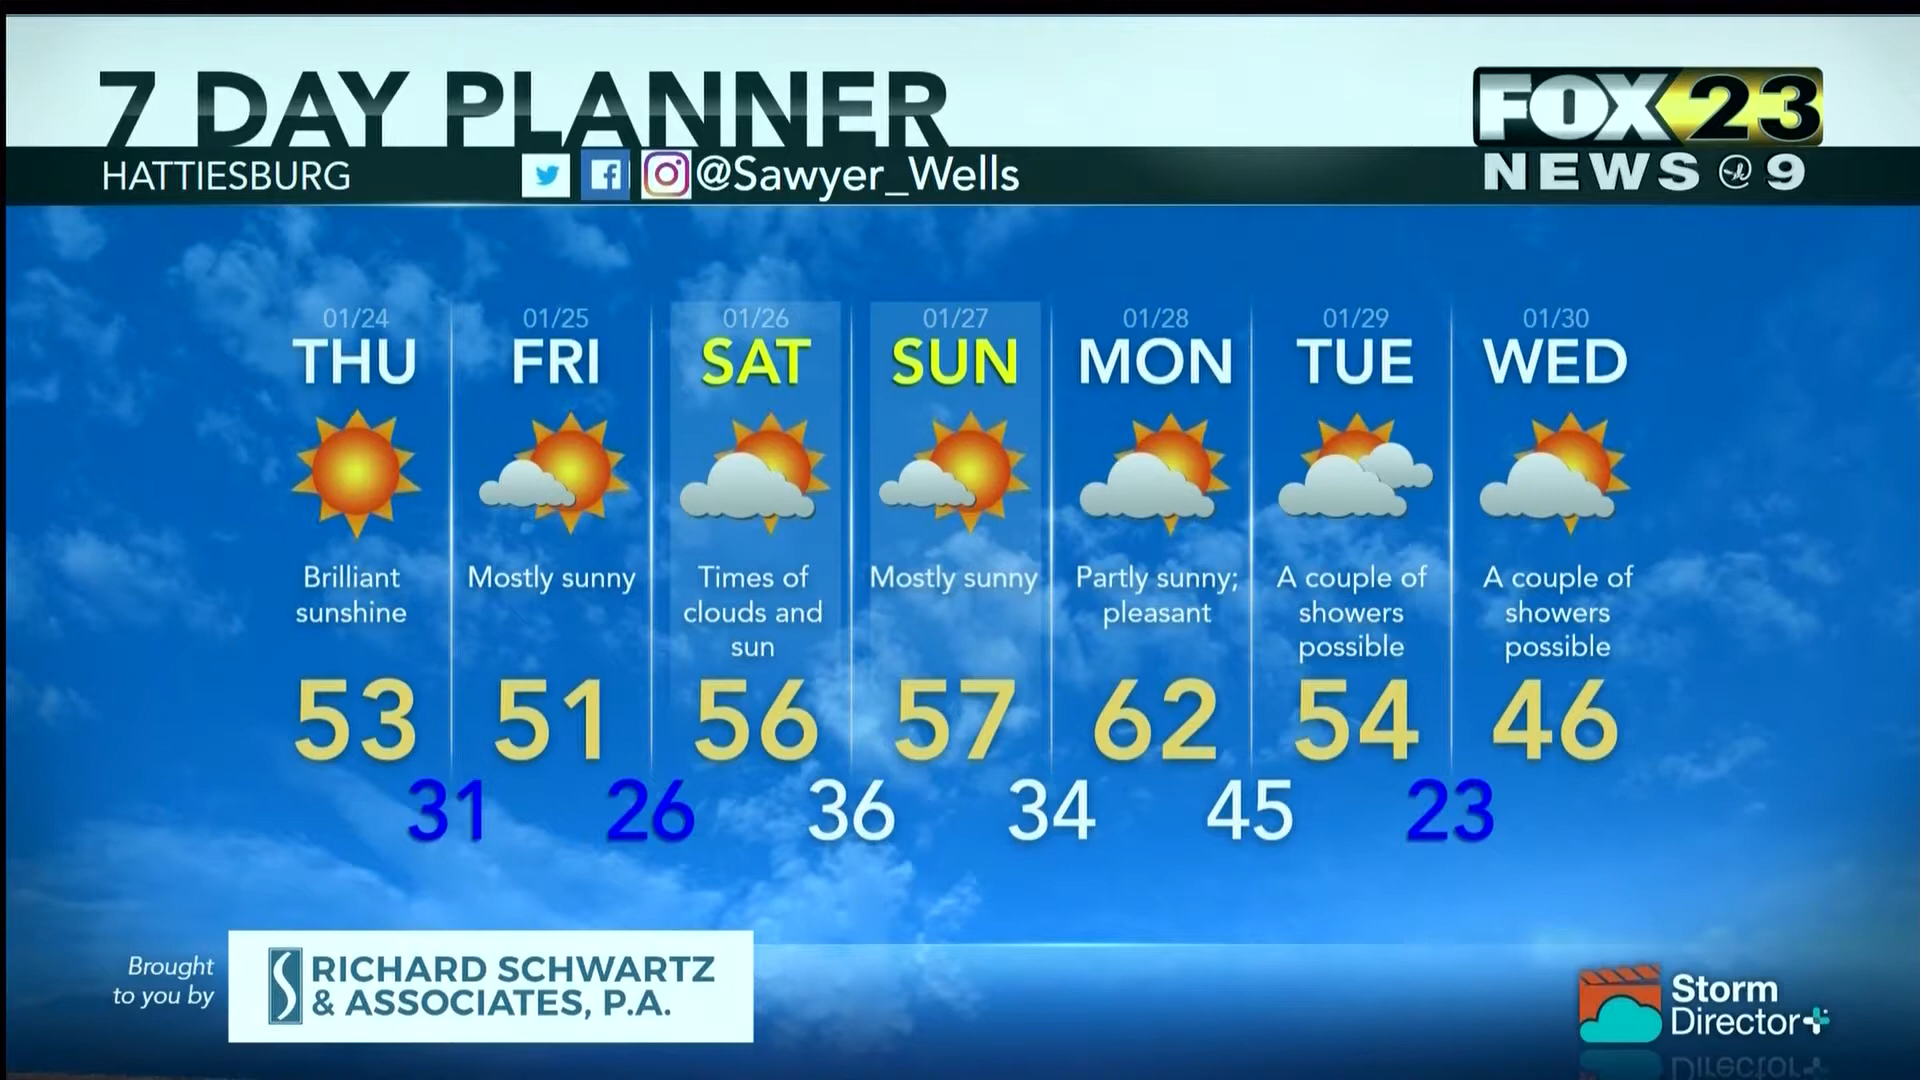 7 DAY PLANNER
HATTIESBURG
@Sawyer_Wells
FOX 23
NEWS @ 9
01/24
THU
Brilliant
sunshine
53
01/25
FRI
Mostly sunny
51
01/26
SAT
Times of
clouds and
sun
56
01/27
SUN
Mostly sunny
57
01/28
MON
Partly sunny;
pleasant
62
01/29
TUE
A couple of
showers
possible
54
01/30
WED
A couple of
showers
possible
46
31 26 36 34 45 23
Brought
to you by
RICHARD SCHWARTZ
& ASSOCIATES, P.A.
Storm
Director+